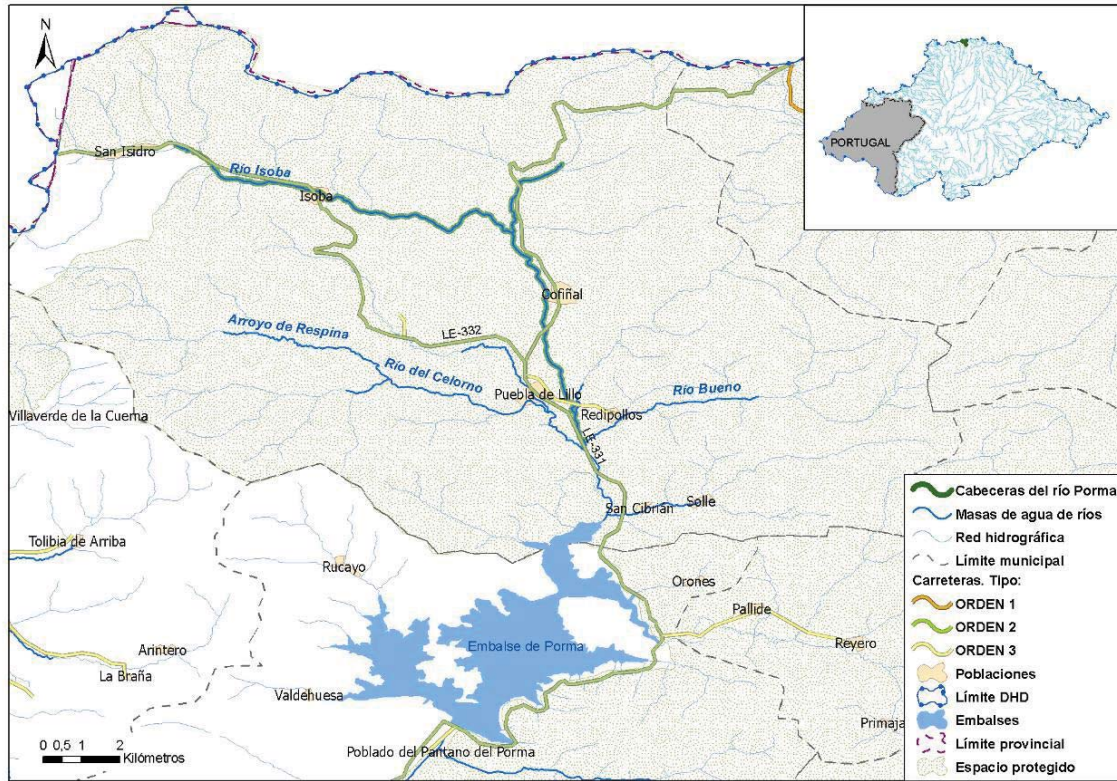 N
PORTUGAL
San Isidro
Río Isoba
Isoba
Cofiñal
Arroyo de Respina
LE-332
Río del Celorno
Puebla de Lillo
Río Bueno
Redipollos
Villaverde de la Cuerna
LE-331
San Cibrián
Solle
Tolibia de Arriba
Rucayo
Orones
Pallide
Reyero
Arintero
La Braña
Embalse de Porma
Valdehuesa
Primaja
Poblado del Pantano del Porma
0 0,5 1 2
Kilómetros
Cabeceras del río Porma
Masas de agua de ríos
Red hidrográfica
Límite municipal
Carreteras. Tipo:
ORDEN 1
ORDEN 2
ORDEN 3
Poblaciones
Límite DHD
Embalses
Límite provincial
Espacio protegido